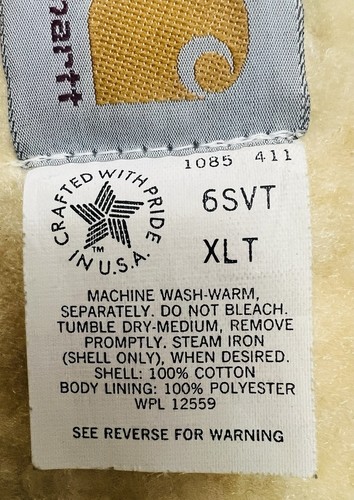 hartt
1085 411
CRAFTED WITH PRIDE
IN U.S.A.
TM
6SVT
XLT
MACHINE WASH-WARM,
SEPARATELY. DO NOT BLEACH.
TUMBLE DRY-MEDIUM, REMOVE
PROMPTLY. STEAM IRON
(SHELL ONLY), WHEN DESIRED.
SHELL: 100% COTTON
BODY LINING: 100% POLYESTER
WPL 12559
SEE REVERSE FOR WARNING